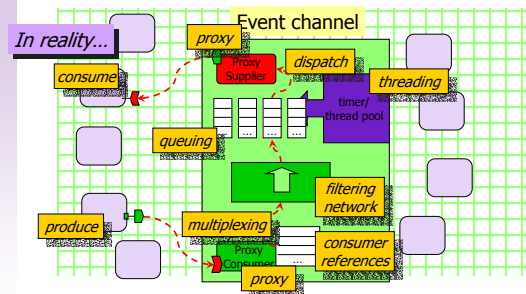 Event channel
In reality...
proxy
Proxy
Supplier
dispatch
consume
threading
timer/
thread pool
...
...
...
...
queuing
filtering
network
multiplexing
produce
consumer
references
...
Proxy
Consumer
proxy